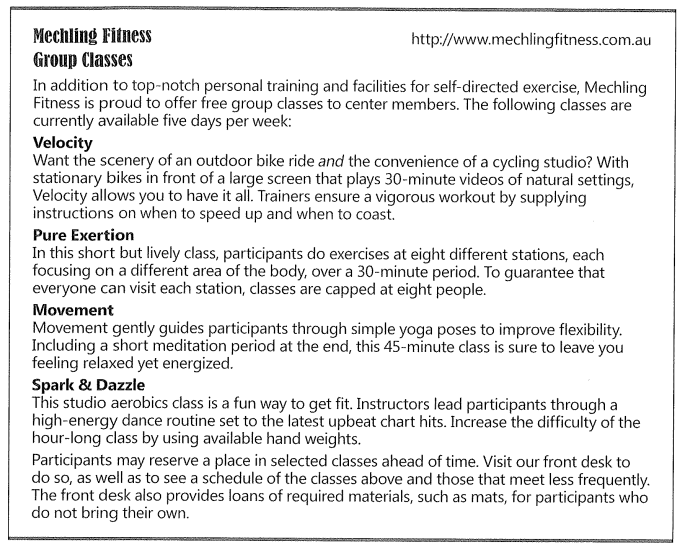 Mechling Fitness
http://www.mechlingfitness.com.au
Group Classes
In addition to top-notch personal training and facilities for self-directed exercise, Mechling
Fitness is proud to offer free group classes to center members. The following classes are
currently available five days per week:
Velocity
Want the scenery of an outdoor bike ride and the convenience of a cycling studio? With
stationary bikes in front of a large screen that plays 30-minute videos of natural settings,
Velocity allows you to have it all. Trainers ensure a vigorous workout by supplying
instructions on when to speed up and when to coast.
Pure Exertion
In this short but lively class, participants do exercises at eight different stations, each
focusing on a different area of the body, over a 30-minute period. To guarantee that
everyone can visit each station, classes are capped at eight people.
Movement
Movement gently guides participants through simple yoga poses to improve flexibility.
Including a short meditation period at the end, this 45-minute class is sure to leave you
feeling relaxed yet energized.
Spark & Dazzle
This studio aerobics class is a fun way to get fit. Instructors lead participants through a
high-energy dance routine set to the latest upbeat chart hits. Increase the difficulty of the
hour-long class by using available hand weights.
Participants may reserve a place in selected classes ahead of time. Visit our front desk to
do so, as well as to see a schedule of the classes above and those that meet less frequently.
The front desk also provides loans of required materials, such as mats, for participants who
do not bring their own.